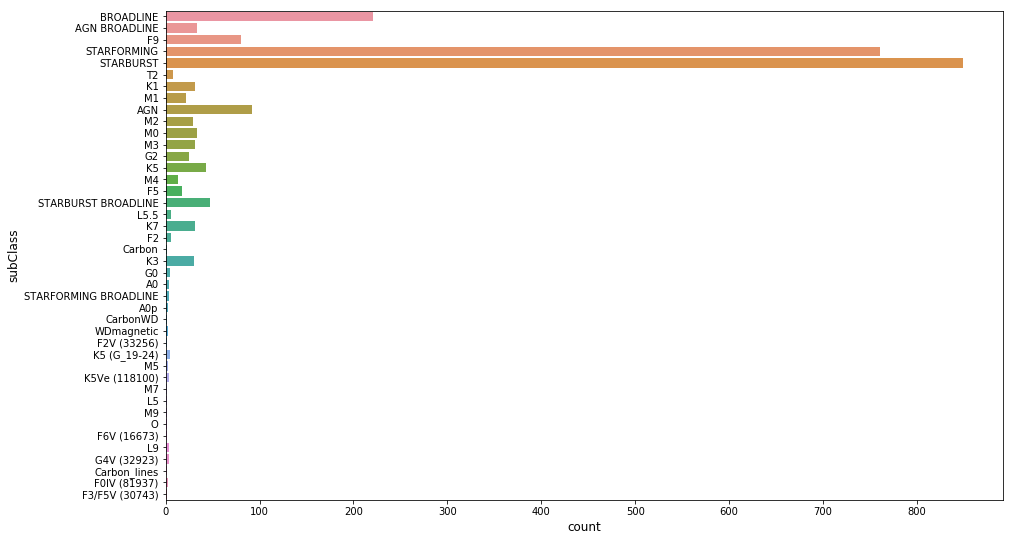 BROADLINE
AGN BROADLINE
F9
STARFORMING
STARBURST
T2
K1
M1
AGN
M2
M0
M3
G2
K5
M4
F5
STARBURST BROADLINE
L5.5
K7
F2
Carbon
K3
G0
A0
STARFORMING BROADLINE
A0p
CarbonWD
WDmagnetic
F2V (33256)
K5 (G_19-24)
M5
K5Ve (118100)
M7
L5
M9
O
F6V (16673)
L9
G4V (32923)
Carbon_lines
F0IV (81937)
F3/F5V (30743)
subClass
0 100 200 300 400 500 600 700 800
count